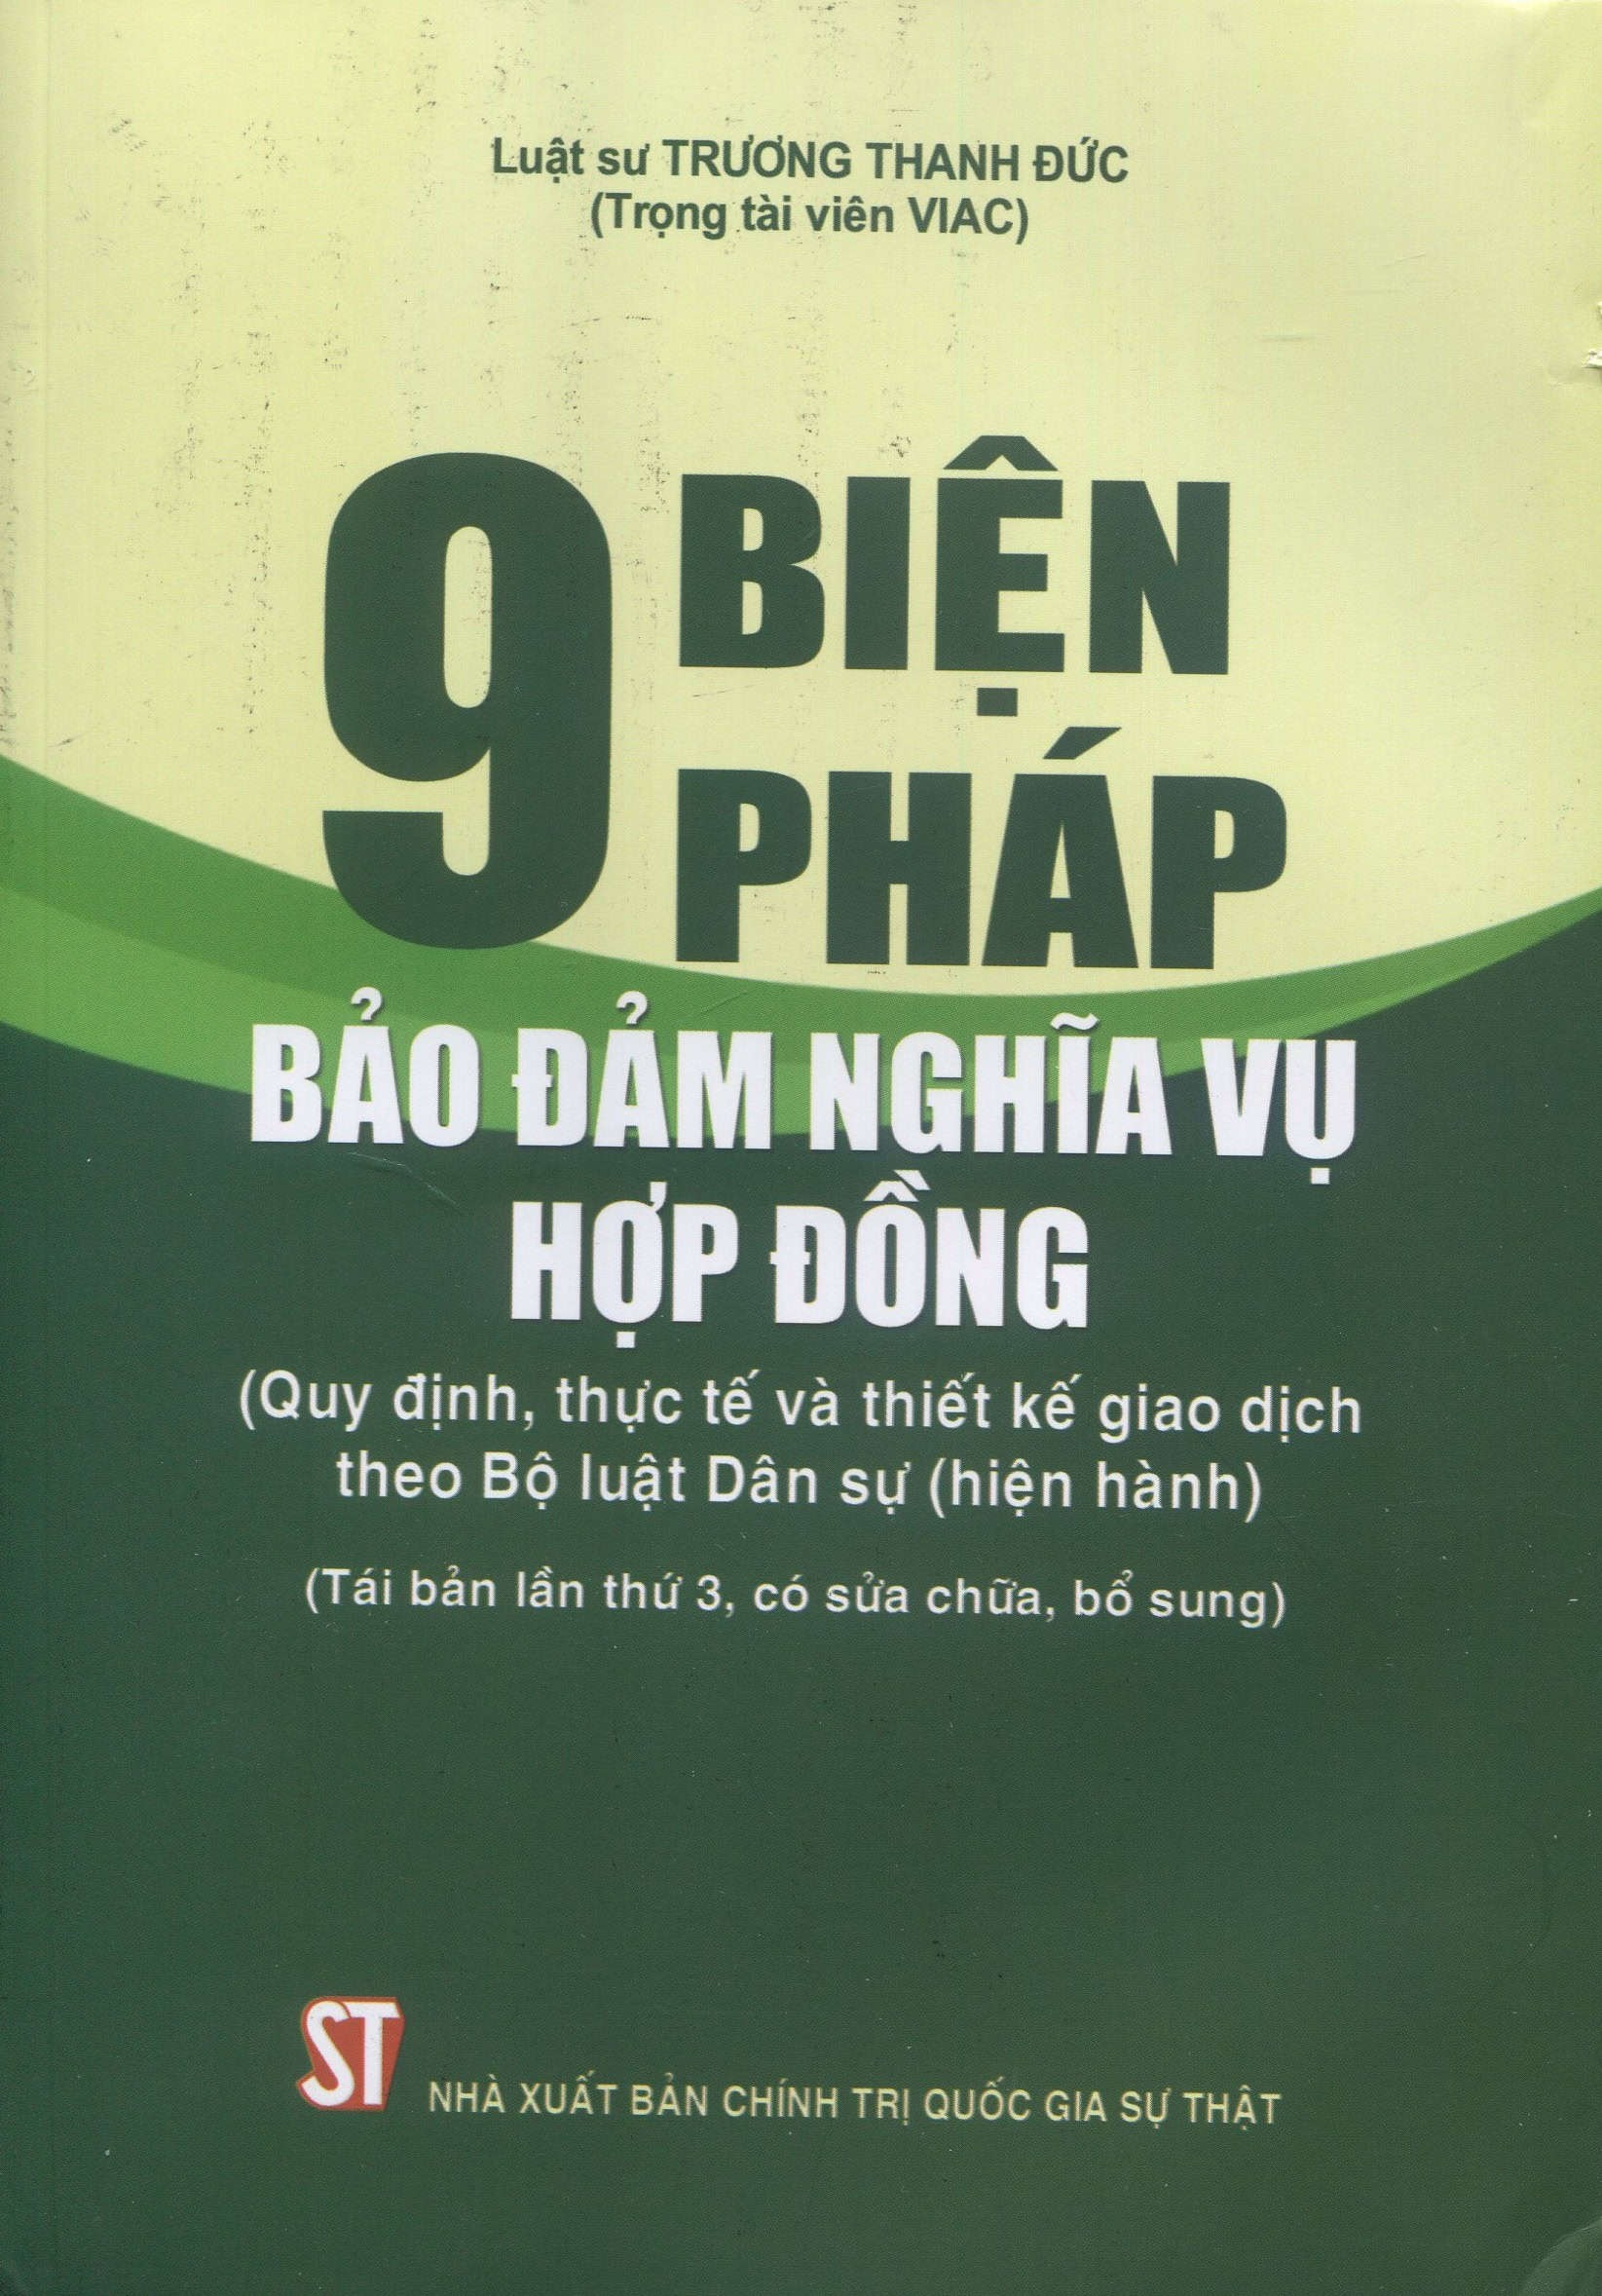 Luật sư TRƯƠNG THANH ĐỨC
(Trọng tài viên VIAC)
9 BIỆN
PHÁP
BẢO ĐẢM NGHĨA VỤ
HỢP ĐỒNG
(Quy định, thực tế và thiết kế giao dịch
theo Bộ luật Dân sự (hiện hành)
(Tái bản lần thứ 3, có sửa chữa, bổ sung)
ST
NHÀ XUẤT BẢN CHÍNH TRỊ QUỐC GIA SỰ THẬT